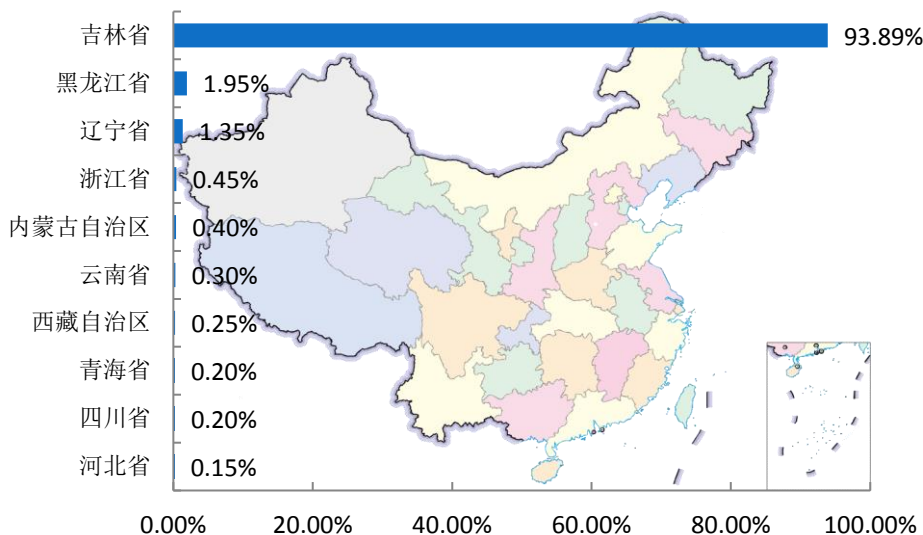 吉林省 93.89%
黑龙江省 1.95%
辽宁省 1.35%
浙江省 0.45%
内蒙古自治区 0.40%
云南省 0.30%
西藏自治区 0.25%
青海省 0.20%
四川省 0.20%
河北省 0.15%
0.00% 20.00% 40.00% 60.00% 80.00% 100.00%